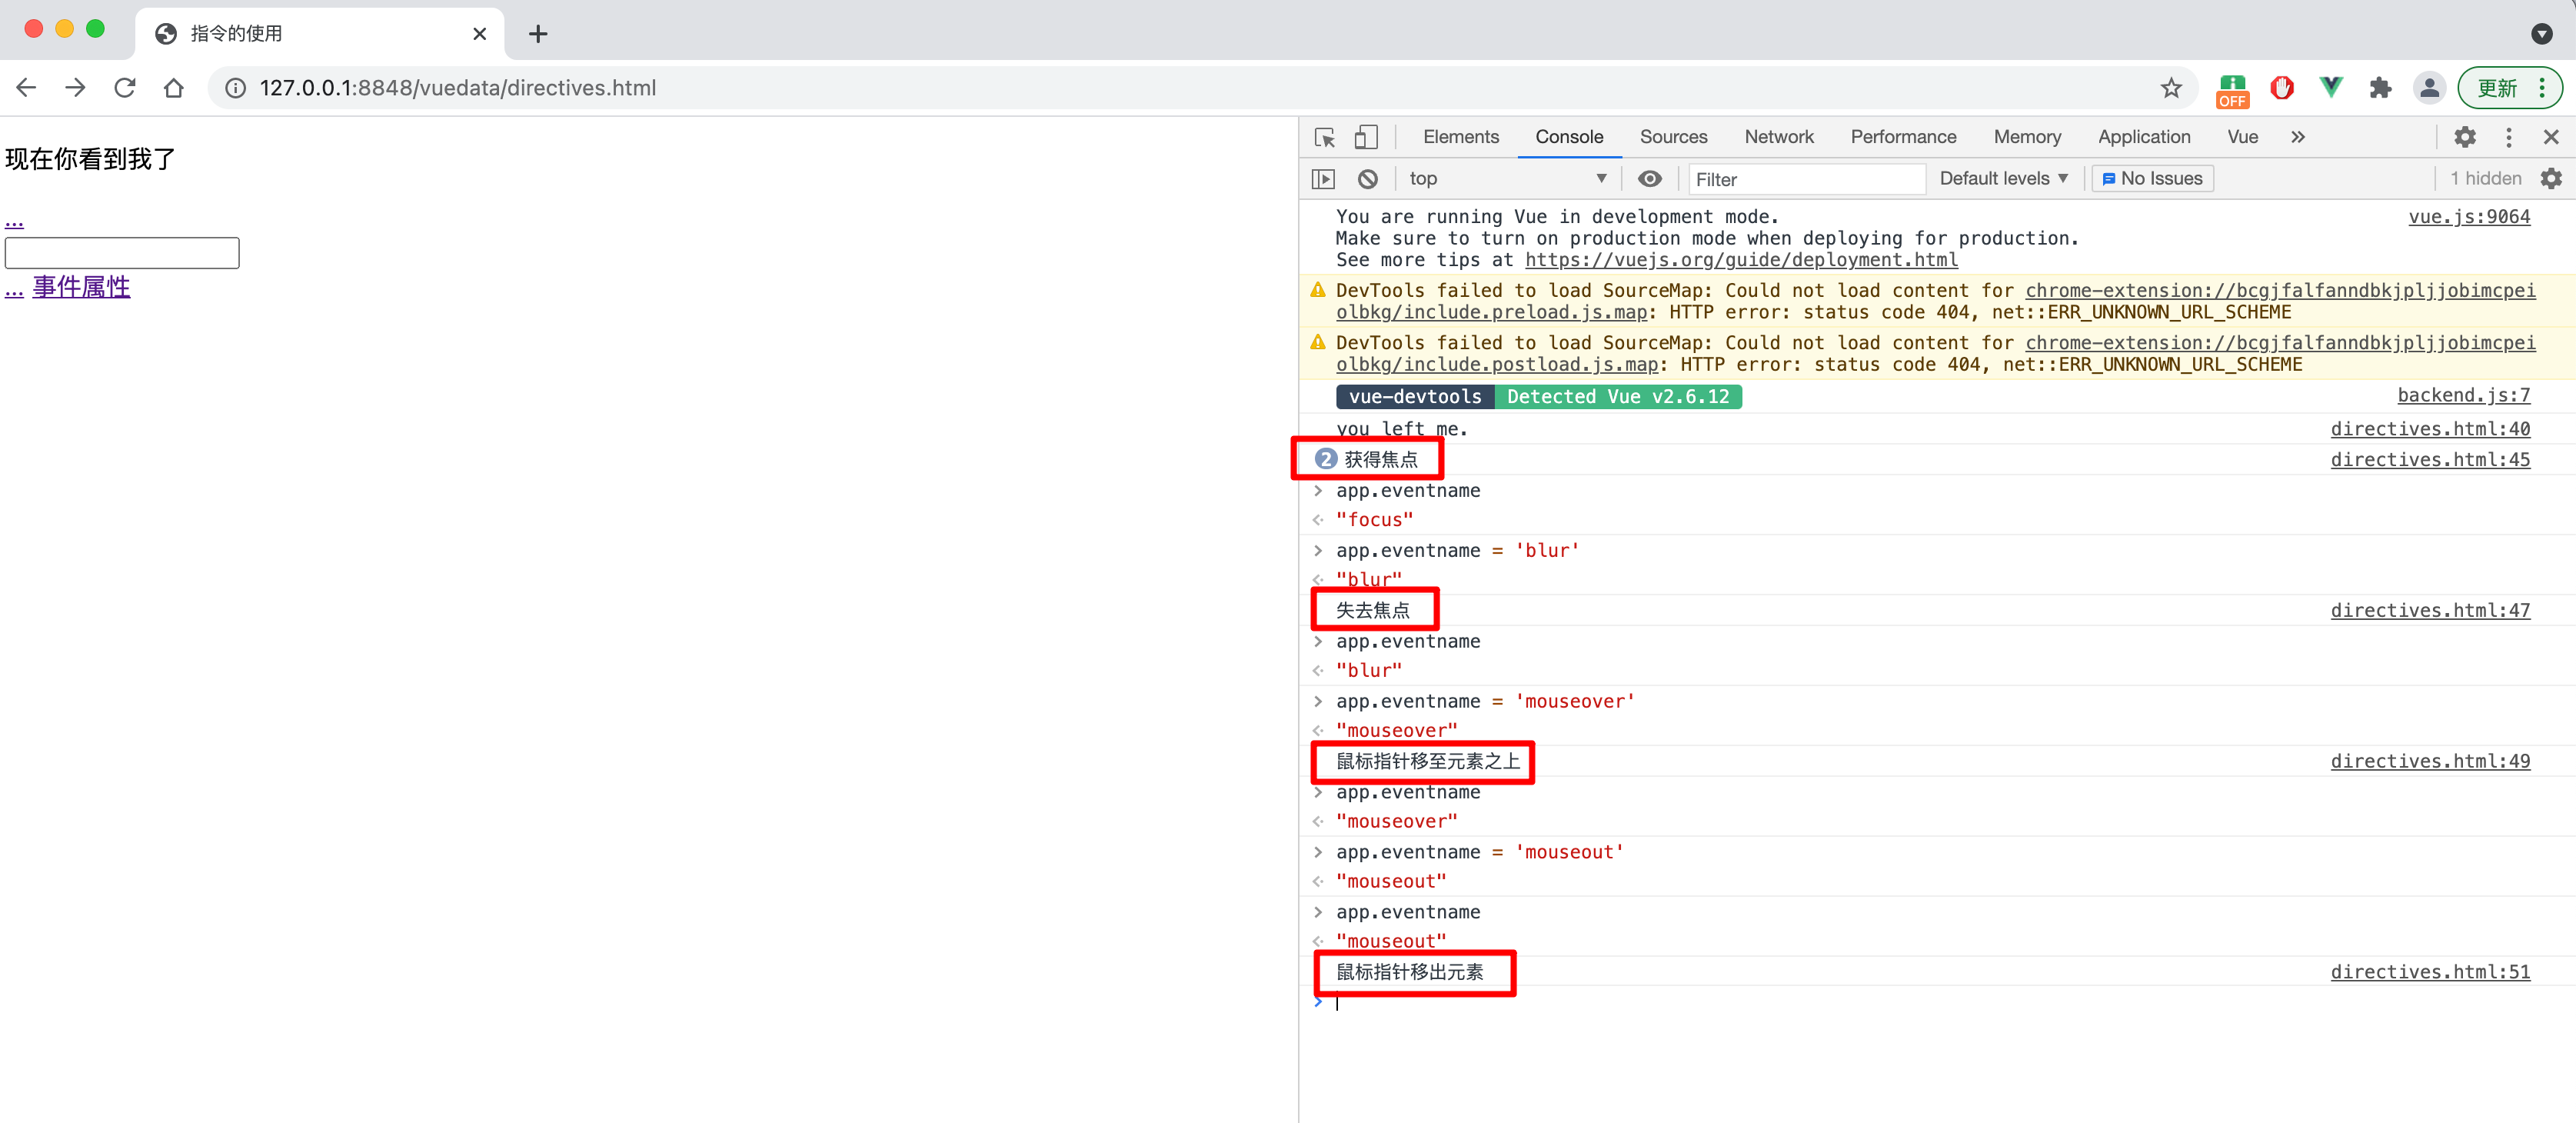 指令的使用
127.0.0.1:8848/vuedata/directives.html
OFF
更新
现在你看到我了
...
... 事件属性
Elements Console Sources Network Performance Memory Application Vue
top Filter Default levels No Issues 1 hidden
You are running Vue in development mode. vue.js:9064
Make sure to turn on production mode when deploying for production.
See more tips at https://vuejs.org/guide/deployment.html
DevTools failed to load SourceMap: Could not load content for chrome-extension://bcgjfalfanndbkjpljjobimcpei
olbkg/include.preload.js.map: HTTP error: status code 404, net::ERR_UNKNOWN_URL_SCHEME
DevTools failed to load SourceMap: Could not load content for chrome-extension://bcgjfalfanndbkjpljjobimcpei
olbkg/include.postload.js.map: HTTP error: status code 404, net::ERR_UNKNOWN_URL_SCHEME
vue-devtools Detected Vue v2.6.12 backend.js:7
you left me. directives.html:40
2 获得焦点 directives.html:45
app.eventname
"focus"
app.eventname = 'blur'
"blur"
失去焦点 directives.html:47
app.eventname
"blur"
app.eventname = 'mouseover'
"mouseover"
鼠标指针移至元素之上 directives.html:49
app.eventname
"mouseover"
app.eventname = 'mouseout'
"mouseout"
app.eventname
"mouseout"
鼠标指针移出元素 directives.html:51